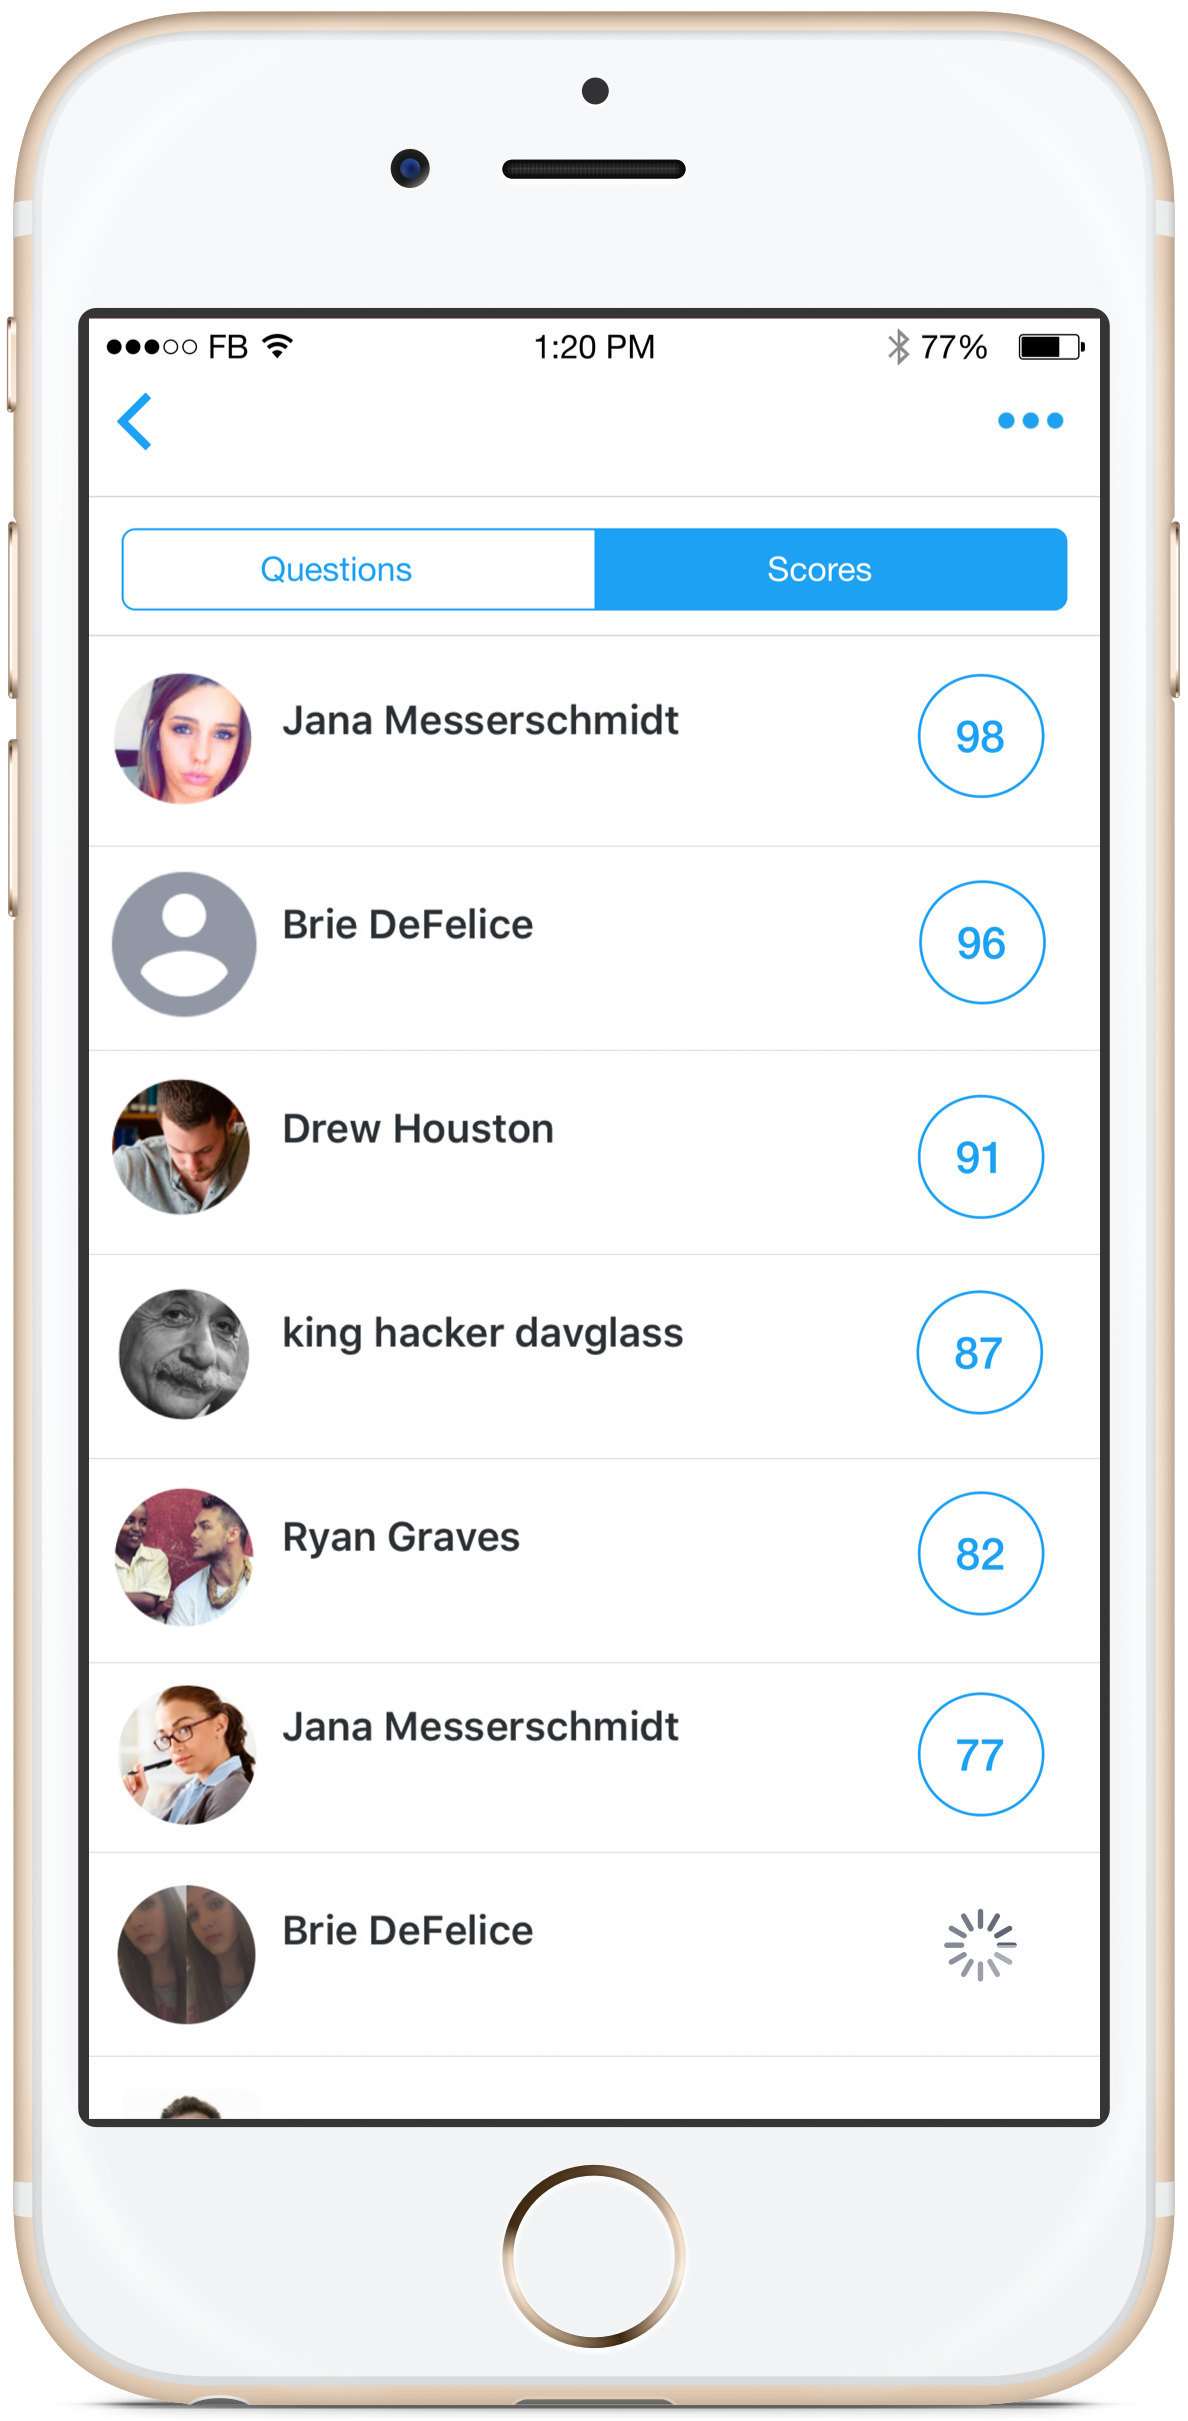 FB 1:20 PM 77%
Questions Scores
Jana Messerschmidt 98
Brie DeFelice 96
Drew Houston 91
king hacker davglass 87
Ryan Graves 82
Jana Messerschmidt 77
Brie DeFelice